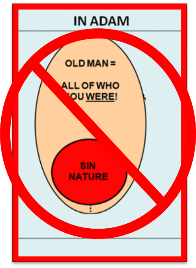 IN ADAM
OLD MAN =
ALL OF WHO
YOU WERE!
SIN
NATURE